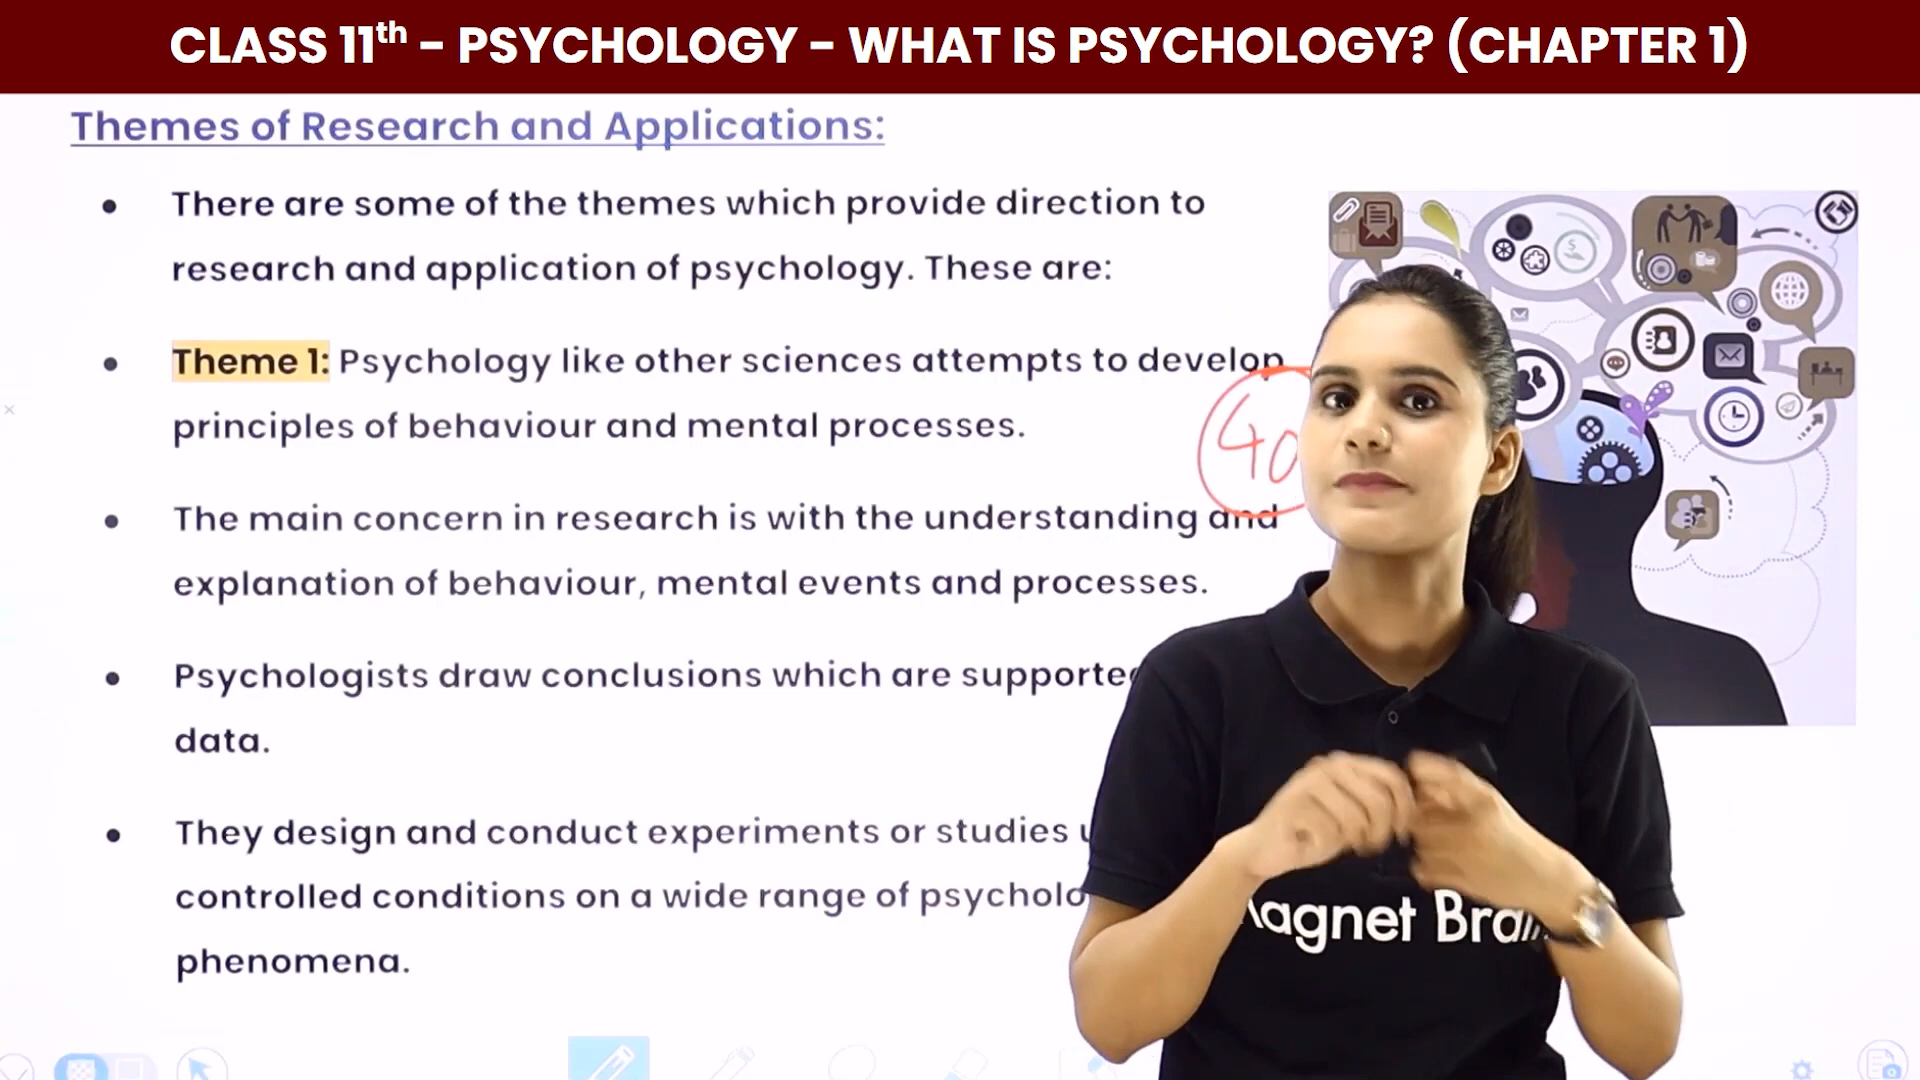 CLASS 11th - PSYCHOLOGY - WHAT IS PSYCHOLOGY? (CHAPTER 1)
Themes of Research and Applications:
• There are some of the themes which provide direction to
research and application of psychology. These are:
• Theme 1: Psychology like other sciences attempts to develop
principles of behaviour and mental processes.
40
• The main concern in research is with the understanding and
explanation of behaviour, mental events and processes.
• Psychologists draw conclusions which are
data.
• They design and conduct experiments or studies
controlled conditions on a wide range of
phenomena.
agnet